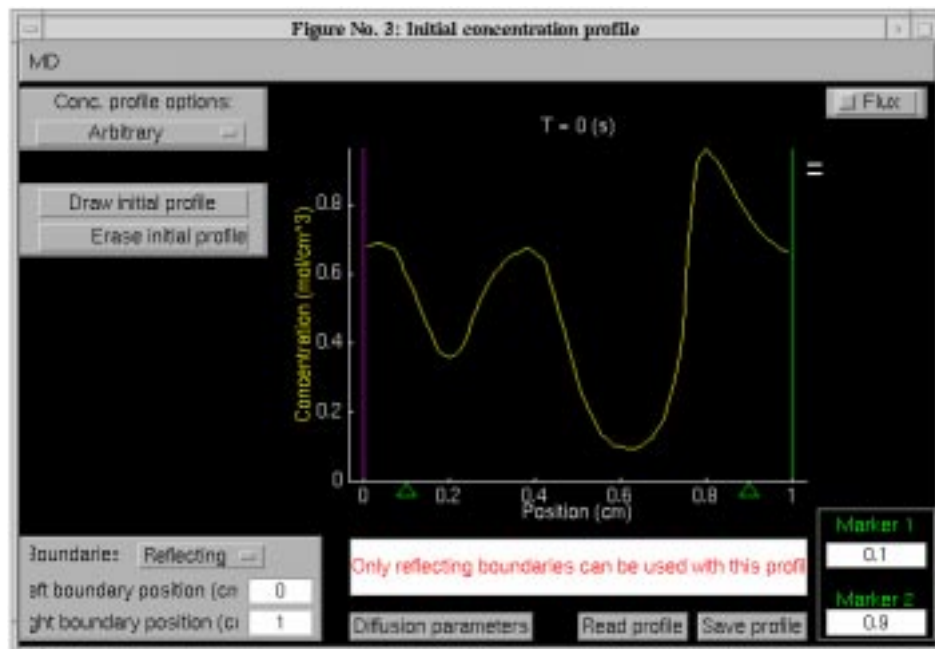 Figure No. 3: Initial concentration profile
MD
Conc. profile options:
Arbitrary
Flux
T = 0 (s)
Draw initial profile
Erase initial profile
Concentration (mol/cm^3)
0.8
0.6
0.4
0.2
0
0 0.2 0.4 0.6 0.8 1
Position (cm)
Marker 1
0.1
Marker 2
0.9
Boundaries Reflecting
eft boundary position (cm 0
ght boundary position (c 1
Only reflecting boundaries can be used with this profil
Diffusion parameters
Read profile
Save profile